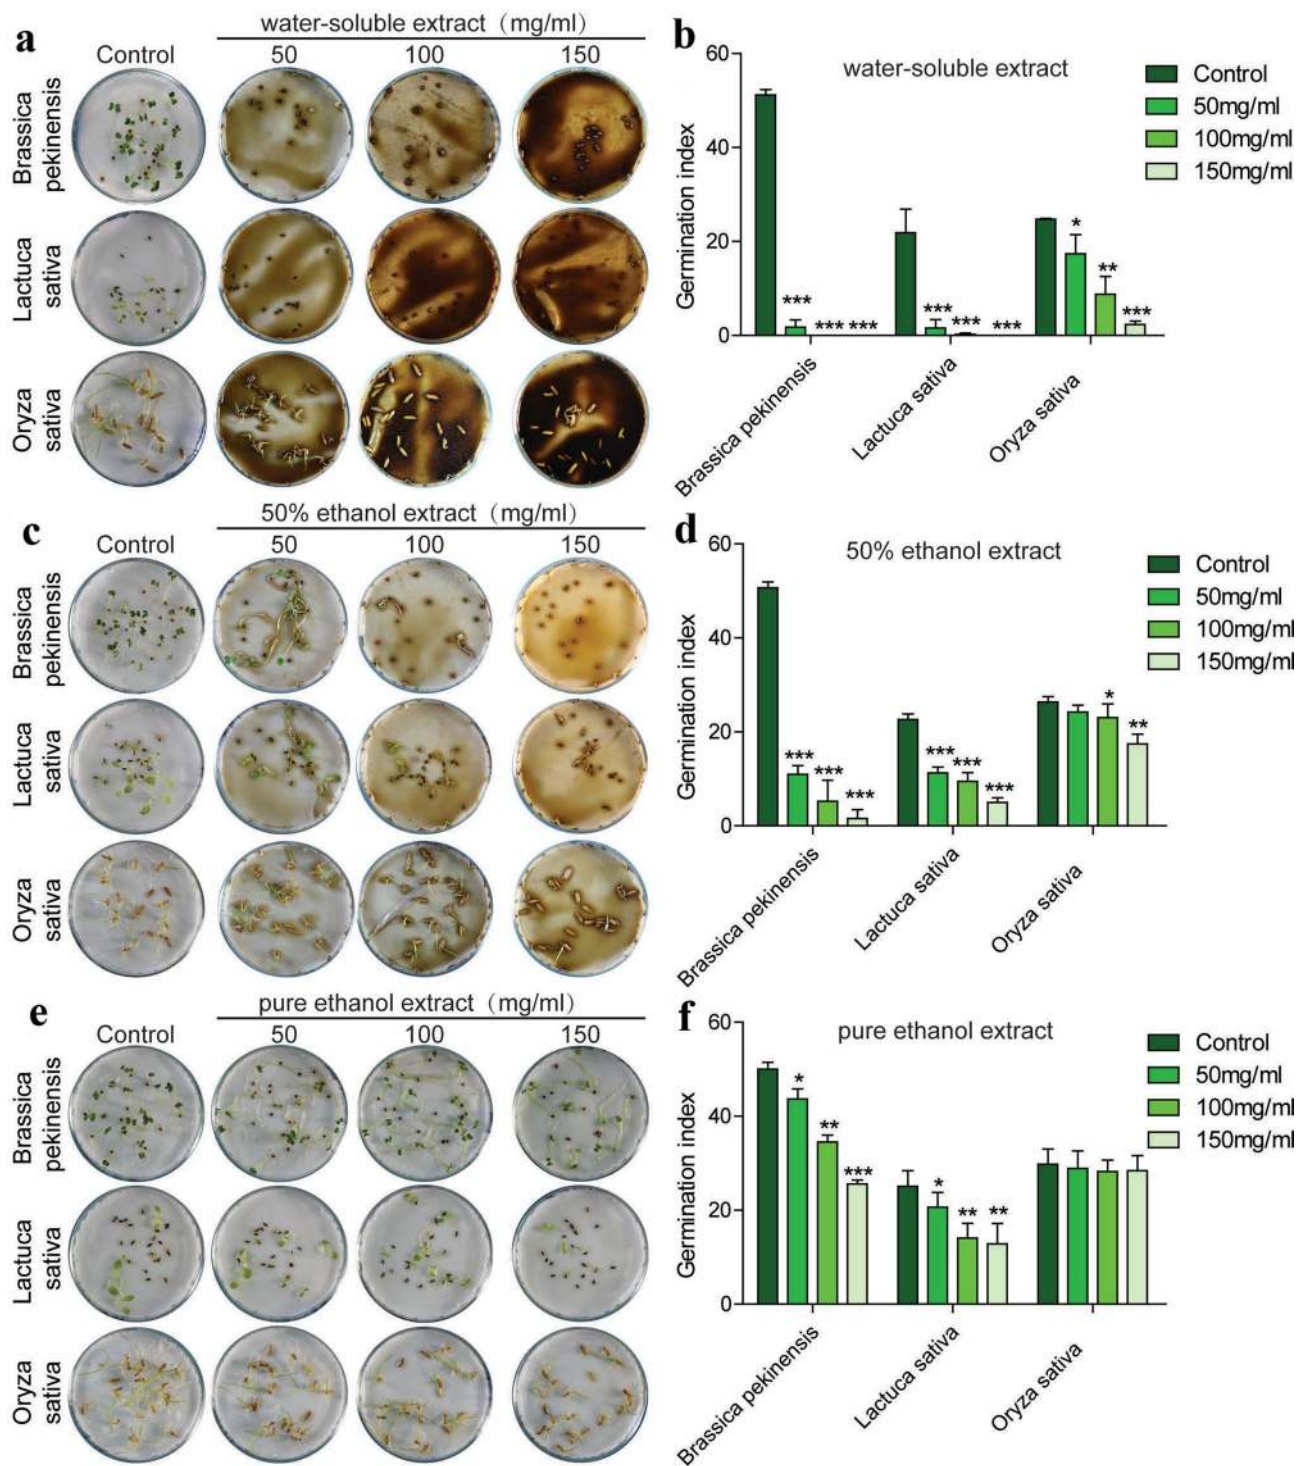 a
water-soluble extract（mg/ml）
Control
50
100
150
Brassica
pekinensis
Lactuca
sativa
Oryza
sativa
b
water-soluble extract
Control
50mg/ml
100mg/ml
150mg/ml
Germination index
60
40
20
0
***
*** ***
***
***
***
*
**
***
Brassica pekinensis
Lactuca sativa
Oryza sativa
c
50% ethanol extract（mg/ml）
Control
50
100
150
Brassica
pekinensis
Lactuca
sativa
Oryza
sativa
d
50% ethanol extract
Control
50mg/ml
100mg/ml
150mg/ml
Germination index
60
40
20
0
***
***
***
***
***
***
*
**
Brassica pekinensis
Lactuca sativa
Oryza sativa
e
pure ethanol extract（mg/ml）
Control
50
100
150
Brassica
pekinensis
Lactuca
sativa
Oryza
sativa
f
pure ethanol extract
Control
50mg/ml
100mg/ml
150mg/ml
Germination index
60
40
20
0
*
**
***
*
**
**
Brassica pekinensis
Lactuca sativa
Oryza sativa